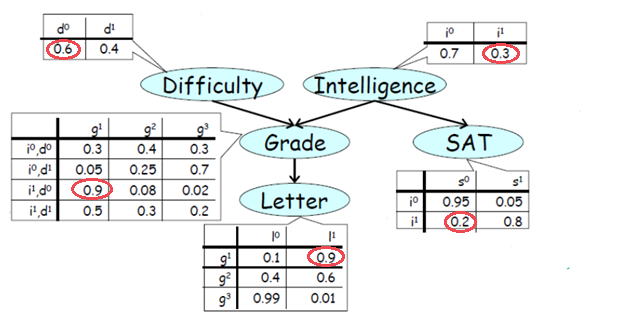 d⁰ d¹
0.6 0.4
i⁰ i¹
0.7 0.3
Difficulty
Intelligence
g¹ g² g³
i⁰,d⁰ 0.3 0.4 0.3
i⁰,d¹ 0.05 0.25 0.7
i¹,d⁰ 0.9 0.08 0.02
i¹,d¹ 0.5 0.3 0.2
Grade
SAT
s⁰ s¹
i⁰ 0.95 0.05
i¹ 0.2 0.8
Letter
l⁰ l¹
g¹ 0.1 0.9
g² 0.4 0.6
g³ 0.99 0.01